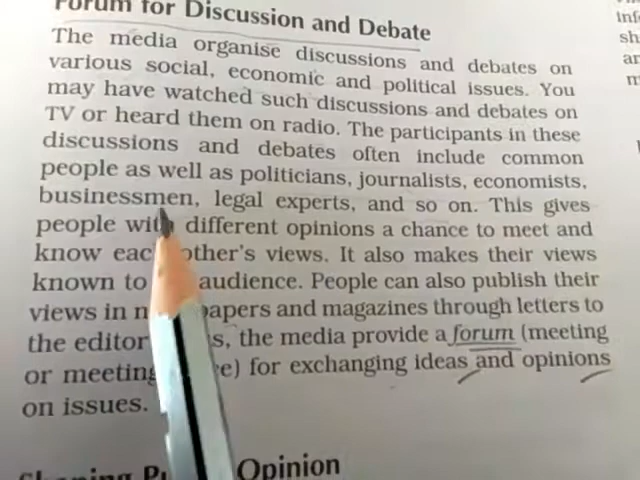 Forum for Discussion and Debate
The media organise discussions and debates on
various social, economic and political issues. You
may have watched such discussions and debates on
TV or heard them on radio. The participants in these
discussions and debates often include common
people as well as politicians, journalists, economists,
businessmen, legal experts, and so on. This gives
people with different opinions a chance to meet and
know each other's views. It also makes their views
known to audience. People can also publish their
views in papers and magazines through letters to
the editor the media provide a forum (meeting
or meeting for exchanging ideas and opinions
on issues.
Opinion